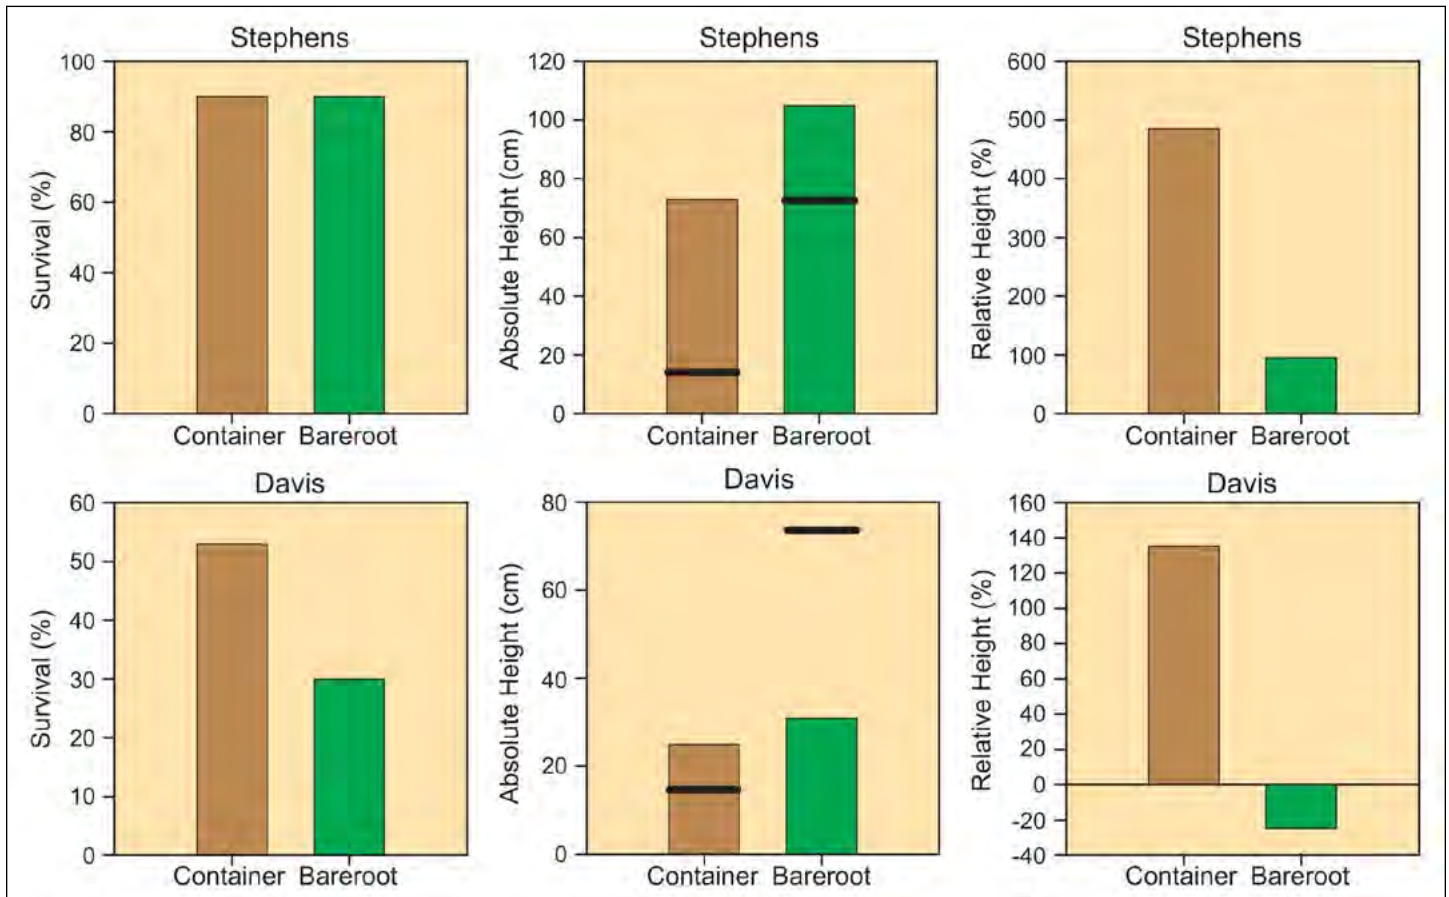 Stephens
100
80
60
40
20
0
Survival (%)
Container Bareroot
Stephens
120
100
80
60
40
20
0
Absolute Height (cm)
Container Bareroot
Stephens
600
500
400
300
200
100
0
Relative Height (%)
Container Bareroot
Davis
60
50
40
30
20
10
0
Survival (%)
Container Bareroot
Davis
80
60
40
20
0
Absolute Height (cm)
Container Bareroot
Davis
160
140
120
100
80
60
40
20
0
-20
-40
Relative Height (%)
Container Bareroot